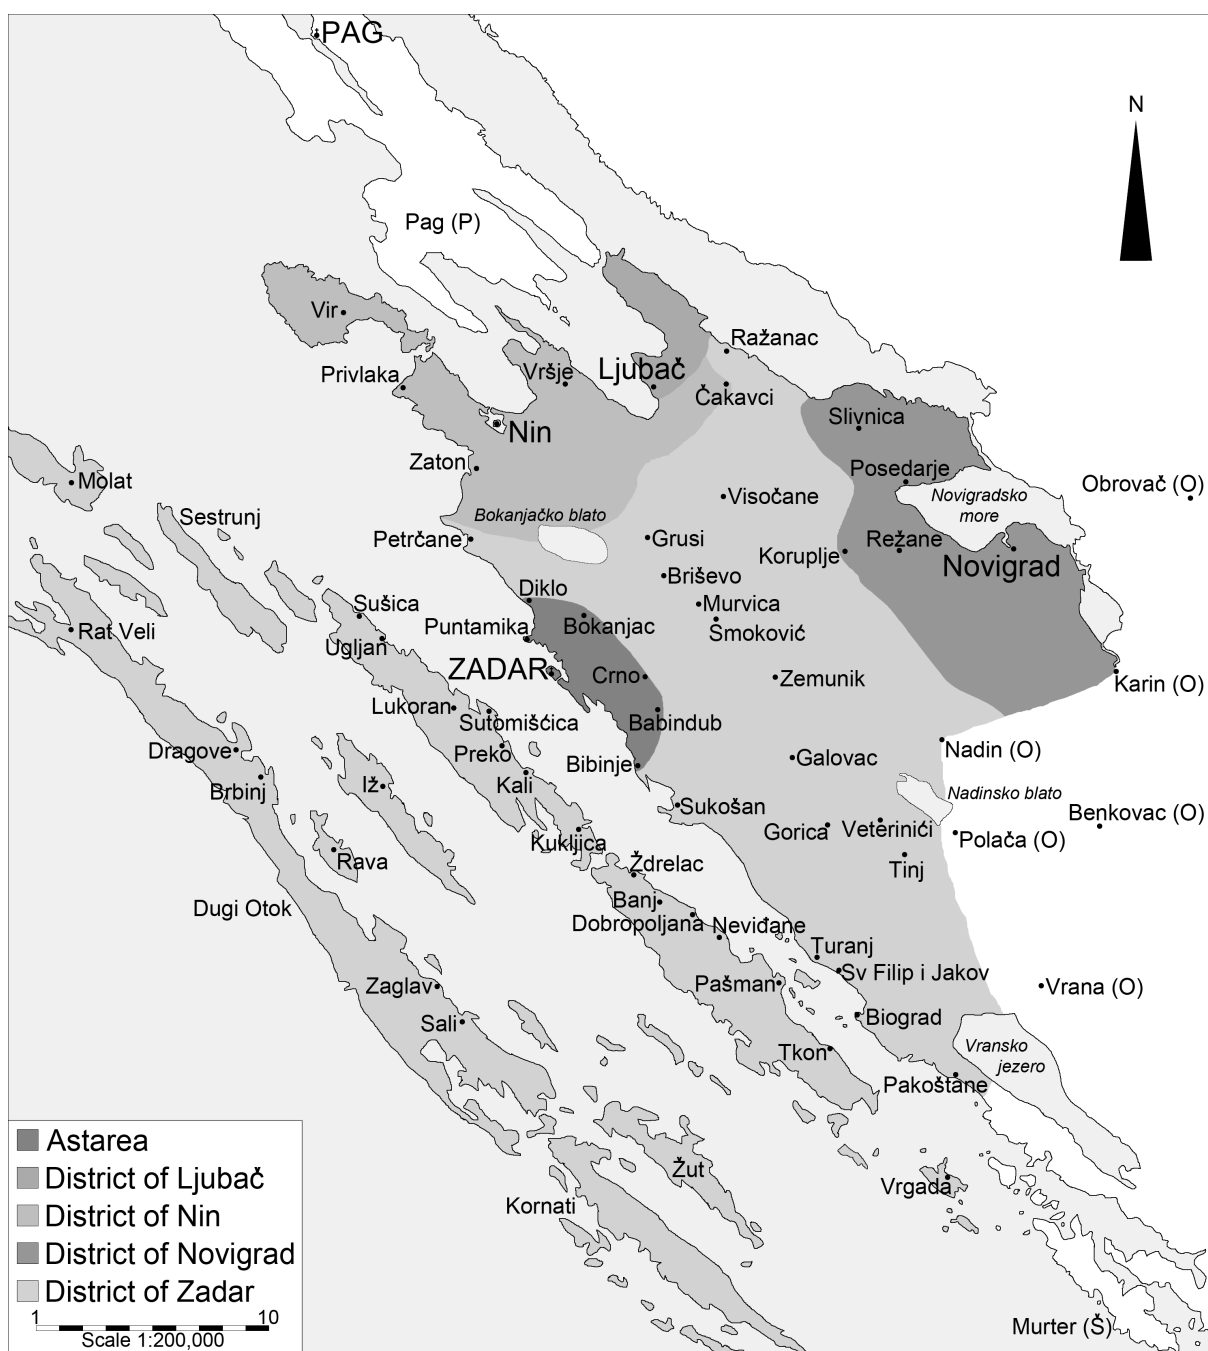 PAG
N
Pag (P)
Vir
Ražanac
Ljubač
Vršje
Privlaka
Čakavci
Slivnica
Nin
Zaton
Posedarje
Molat
Obrovač (O)
Visočane
Novigradsko
more
Sestrunj
Bokanjačko blato
Petrčane
Grusi
Režane
Koruplje
Novigrad
Briševo
Diklo
Sušica
Murvica
Puntamika
Bokanjac
Smoković
Rat Veli
Ugljan
ZADAR
Crno
Zemunik
Karin (O)
Lukoran
Sutomišćica
Babindub
Dragove
Preko
Nadin (O)
Bibinje
Galovac
Brbinj
Iž
Kali
Nadinsko blato
Sukošan
Benkovac (O)
Gorica
Veterinići
Kukljica
Polača (O)
Rava
Ždrelac
Tinj
Banj
Dugi Otok
Dobropoljana
Neviđane
Turanj
Sv Filip i Jakov
Zaglav
Pašman
Vrana (O)
Sali
Biograd
Tkon
Vransko
jezero
Pakoštane
Žut
Vrgada
Kornati
Murter (Š)
Astarea
District of Ljubač
District of Nin
District of Novigrad
District of Zadar
1 10
Scale 1:200,000